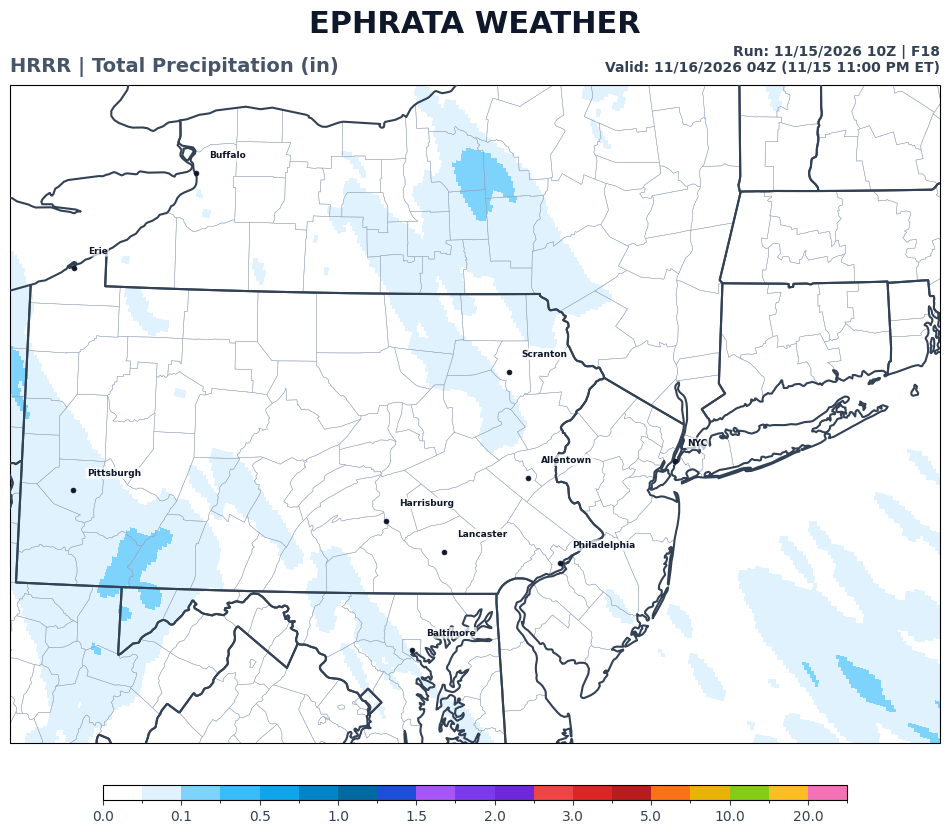 EPHRATA WEATHER
HRRR | Total Precipitation (in)
Run: 11/15/2026 10Z | F18
Valid: 11/16/2026 04Z (11/15 11:00 PM ET)
Buffalo
Erie
Scranton
NYC
Allentown
Pittsburgh
Harrisburg
Lancaster
Philadelphia
Baltimore
0.0 0.1 0.5 1.0 1.5 2.0 3.0 5.0 10.0 20.0